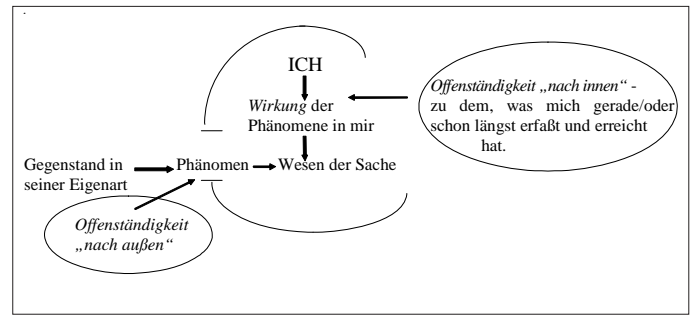 ICH
Wirkung der
Phänomene in mir
Offenständigkeit „nach innen“ -
zu dem, was mich gerade/oder
schon längst erfaßt und erreicht
hat.
Gegenstand in
seiner Eigenart
Phänomen
Wesen der Sache
Offenständigkeit
„nach außen“